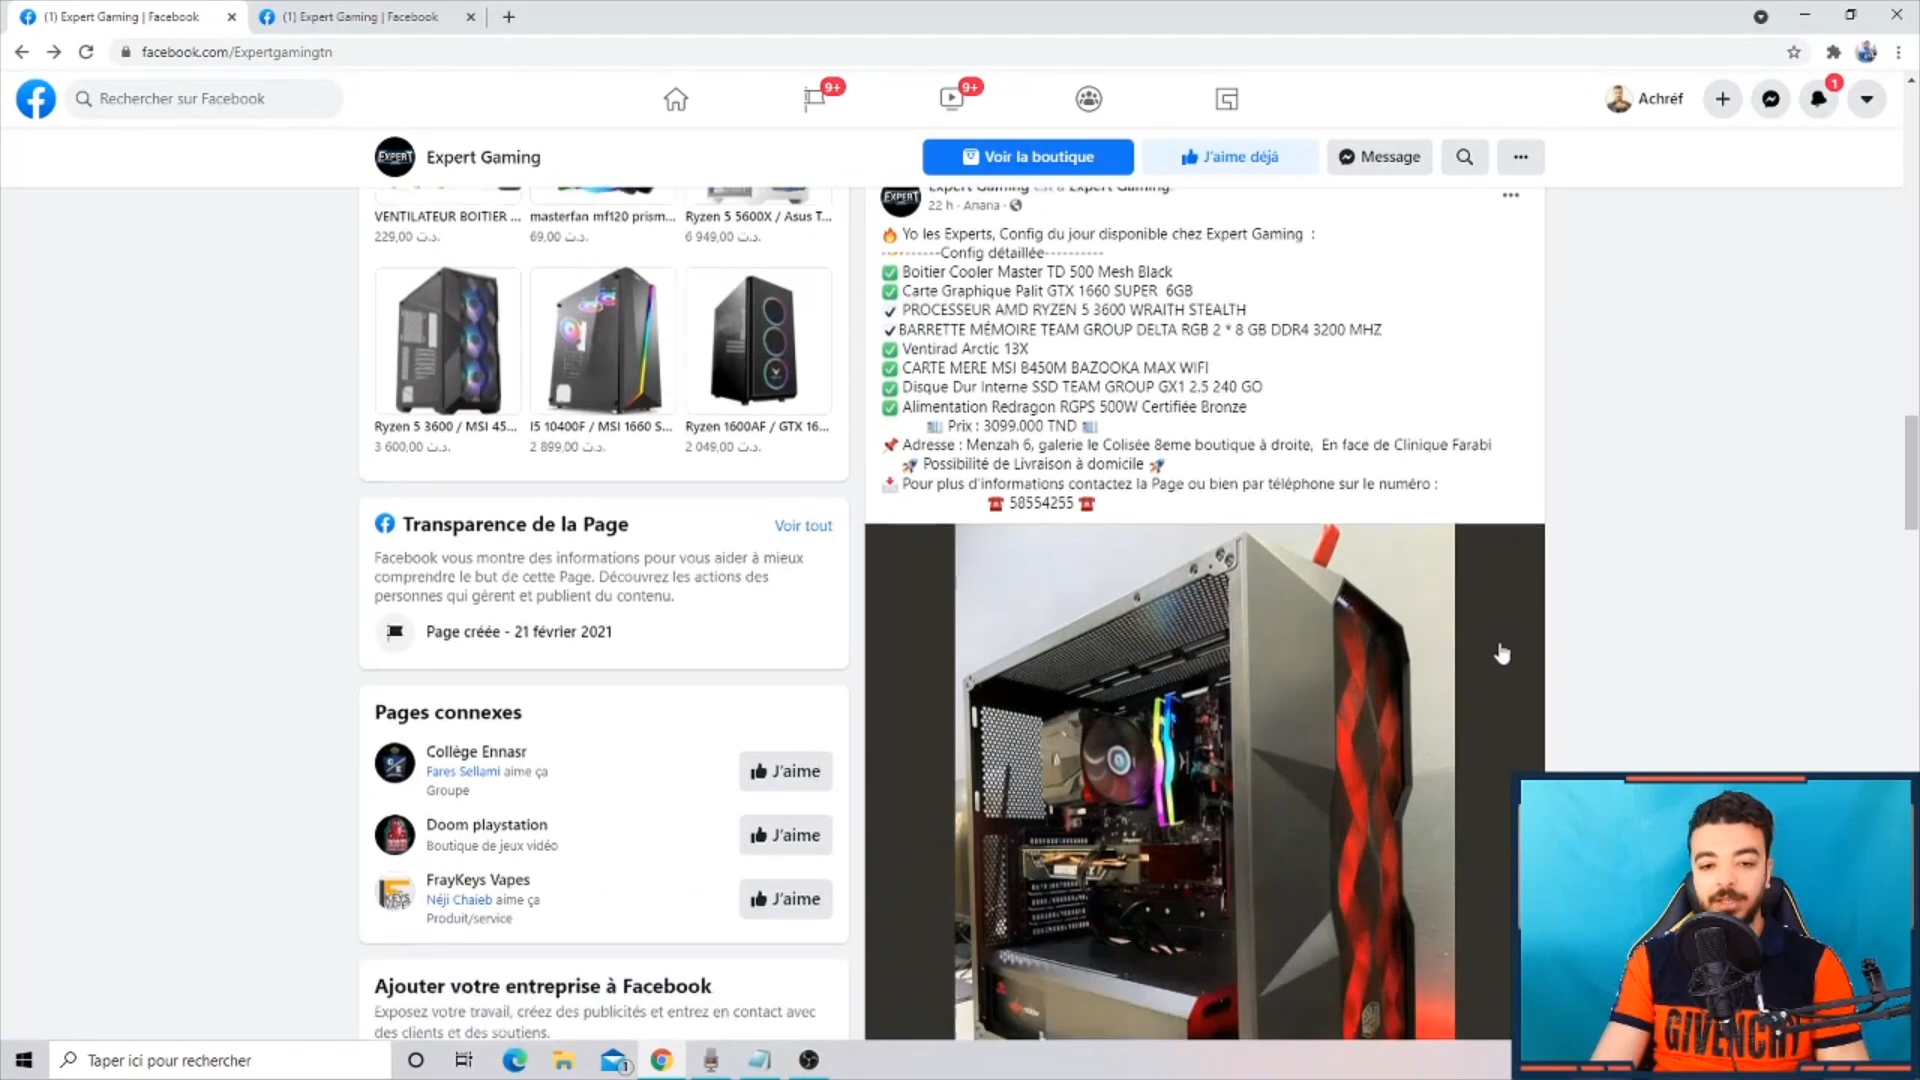 (1) Expert Gaming | Facebook
(1) Expert Gaming | Facebook
facebook.com/Expertgamingtn
Rechercher sur Facebook
9+
9+
Achréf
1
EXPERT
Expert Gaming
Voir la boutique
J'aime déjà
Message
VENTILATEUR BOITIER ...
masterfan mf120 prism...
Ryzen 5 5600X / Asus T...
229,00 د.ت.
69,00 د.ت.
6 949,00 د.ت.
Ryzen 5 3600 / MSI 45...
I5 10400F / MSI 1660 S...
Ryzen 1600AF / GTX 16...
3 600,00 د.ت.
2 899,00 د.ت.
2 049,00 د.ت.
Transparence de la Page
Voir tout
Facebook vous montre des informations pour vous aider à mieux
comprendre le but de cette Page. Découvrez les actions des
personnes qui gèrent et publient du contenu.
Page créée - 21 février 2021
Pages connexes
Collège Ennasr
Fares Sellami aime ça
Groupe
J'aime
Doom playstation
Boutique de jeux vidéo
J'aime
FrayKeys Vapes
Néji Chaieb aime ça
Produit/service
J'aime
Ajouter votre entreprise à Facebook
Exposez votre travail, créez des publicités et entrez en contact avec
des clients et des soutiens.
EXPERT
Expert Gaming est à Expert Gaming.
22 h · Ariana ·
🔥 Yo les Experts, Config du jour disponible chez Expert Gaming :
----------Config détaillée----------
✅ Boitier Cooler Master TD 500 Mesh Black
✅ Carte Graphique Palit GTX 1660 SUPER 6GB
✔ PROCESSEUR AMD RYZEN 5 3600 WRAITH STEALTH
✔BARRETTE MÉMOIRE TEAM GROUP DELTA RGB 2 * 8 GB DDR4 3200 MHZ
✅ Ventirad Arctic 13X
✅ CARTE MERE MSI B450M BAZOOKA MAX WIFI
✅ Disque Dur Interne SSD TEAM GROUP GX1 2.5 240 GO
✅ Alimentation Redragon RGPS 500W Certifiée Bronze
💵 Prix : 3099.000 TND 💵
📌 Adresse : Menzah 6, galerie le Colisée 8eme boutique à droite, En face de Clinique Farabi
🚀 Possibilité de Livraison à domicile 🚀
📩 Pour plus d'informations contactez la Page ou bien par téléphone sur le numéro :
☎ 58554255 ☎
GIVENCHY
Taper ici pour rechercher
1